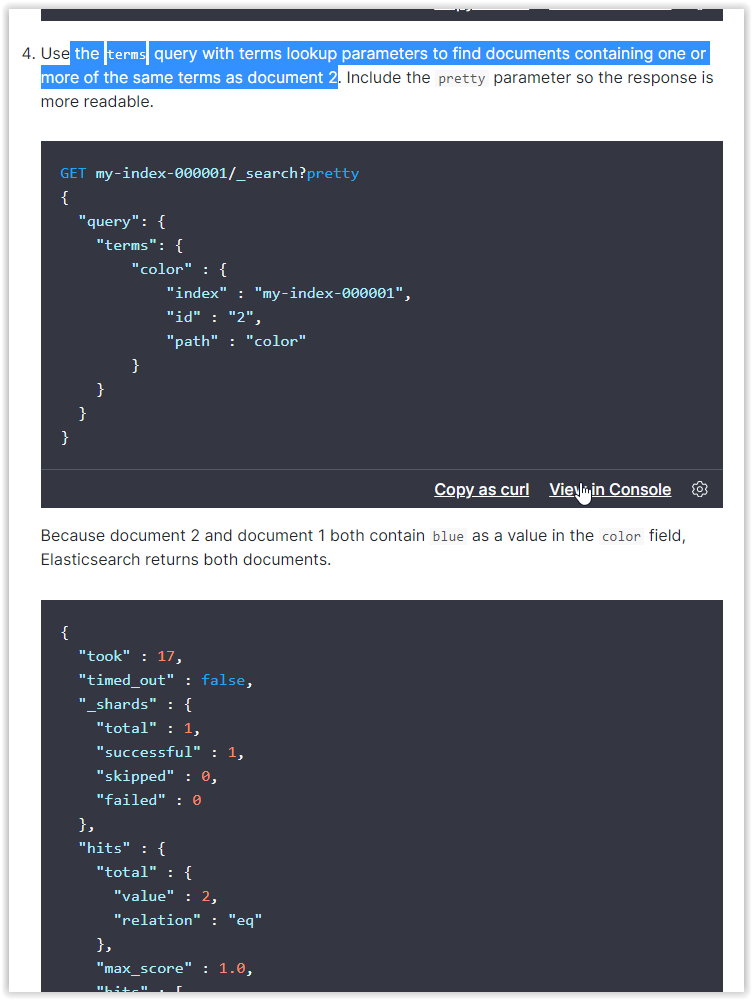 4. Use the terms query with terms lookup parameters to find documents containing one or
more of the same terms as document 2. Include the pretty parameter so the response is
more readable.
GET my-index-000001/_search?pretty
{
"query": {
"terms": {
"color" : {
"index" : "my-index-000001",
"id" : "2",
"path" : "color"
}
}
}
}
Copy as curl View in Console
Because document 2 and document 1 both contain blue as a value in the color field,
Elasticsearch returns both documents.
{
"took" : 17,
"timed_out" : false,
"_shards" : {
"total" : 1,
"successful" : 1,
"skipped" : 0,
"failed" : 0
},
"hits" : {
"total" : {
"value" : 2,
"relation" : "eq"
},
"max_score" : 1.0,
"hits" : [